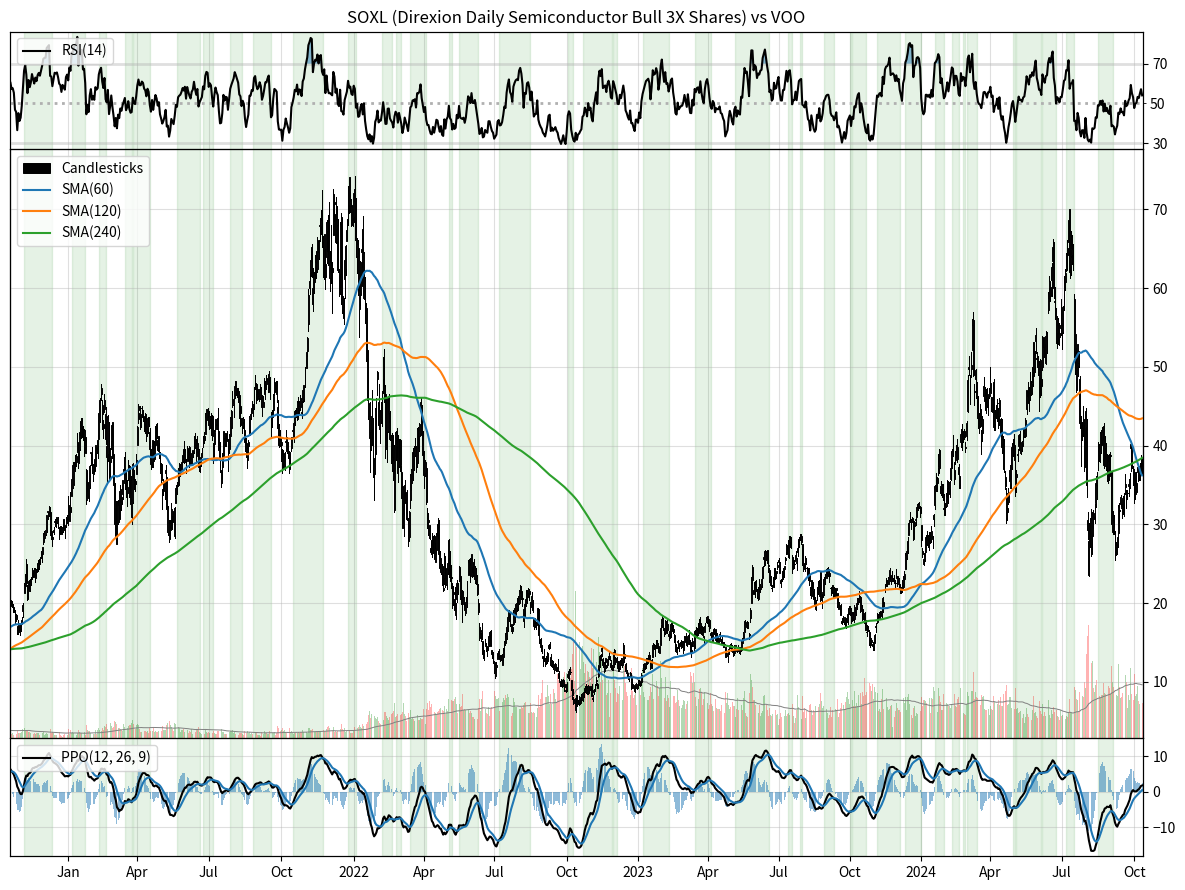 SOXL (Direxion Daily Semiconductor Bull 3X Shares) vs VOO
RSI(14)
70
50
30
Candlesticks
SMA(60)
SMA(120)
SMA(240)
70
60
50
40
30
20
10
PPO(12, 26, 9)
10
0
−10
Jan Apr Jul Oct 2022 Apr Jul Oct 2023 Apr Jul Oct 2024 Apr Jul Oct